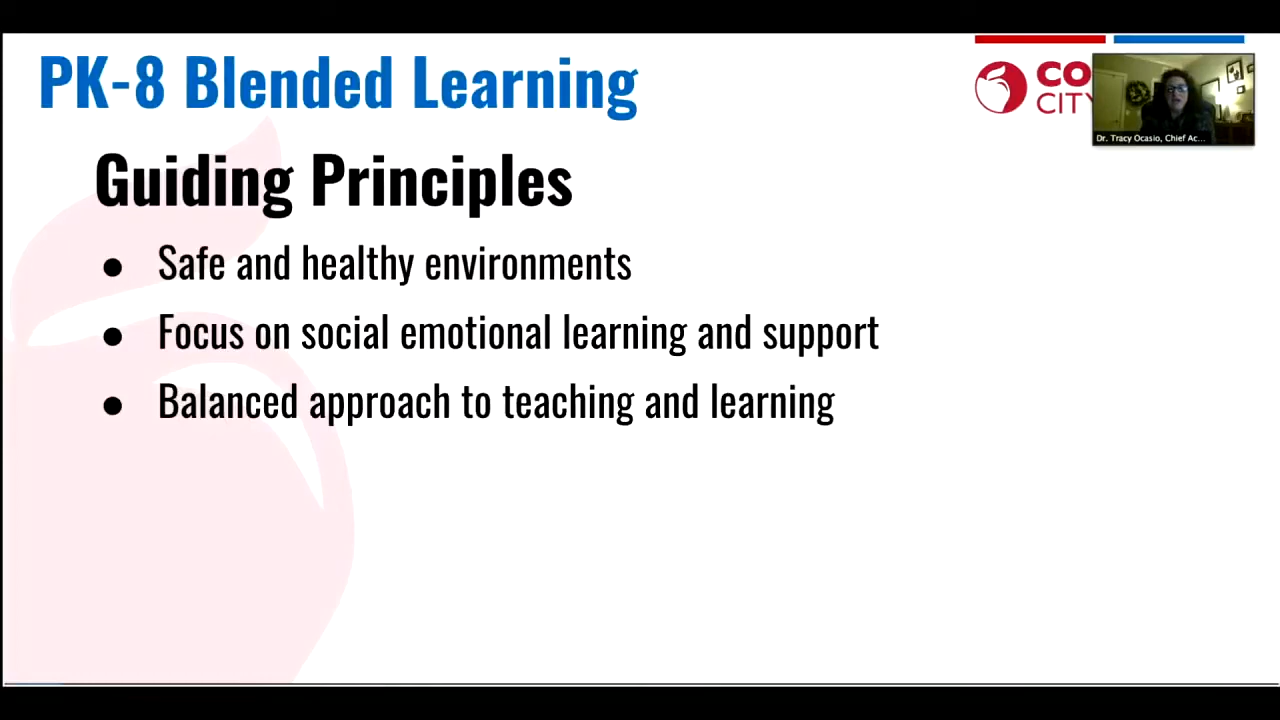 PK-8 Blended Learning
CO
CITY
Dr. Tracy Ocasio, Chief Ac...
Guiding Principles
● Safe and healthy environments
● Focus on social emotional learning and support
● Balanced approach to teaching and learning